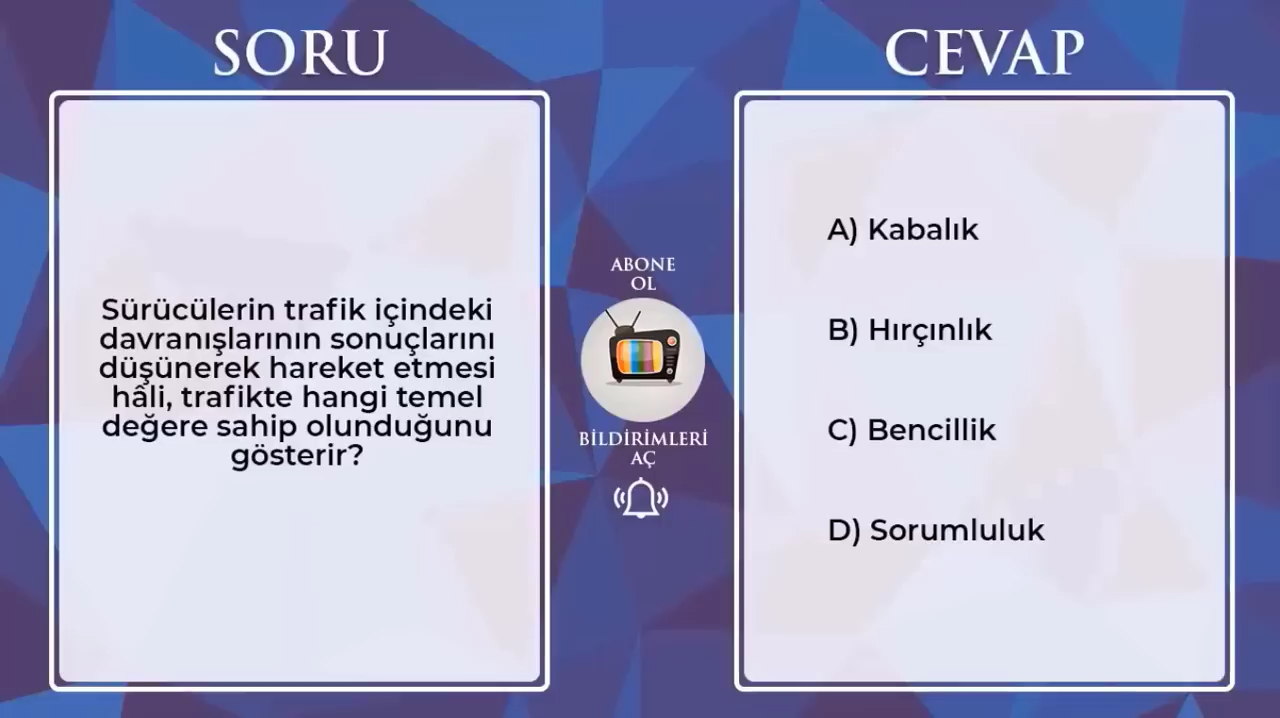 SORU
Sürücülerin trafik içindeki
davranışlarının sonuçlarını
düşünerek hareket etmesi
hâli, trafikte hangi temel
değere sahip olunduğunu
gösterir?
ABONE
OL
BİLDİRİMLERİ
AÇ
CEVAP
A) Kabalık
B) Hırçınlık
C) Bencillik
D) Sorumluluk